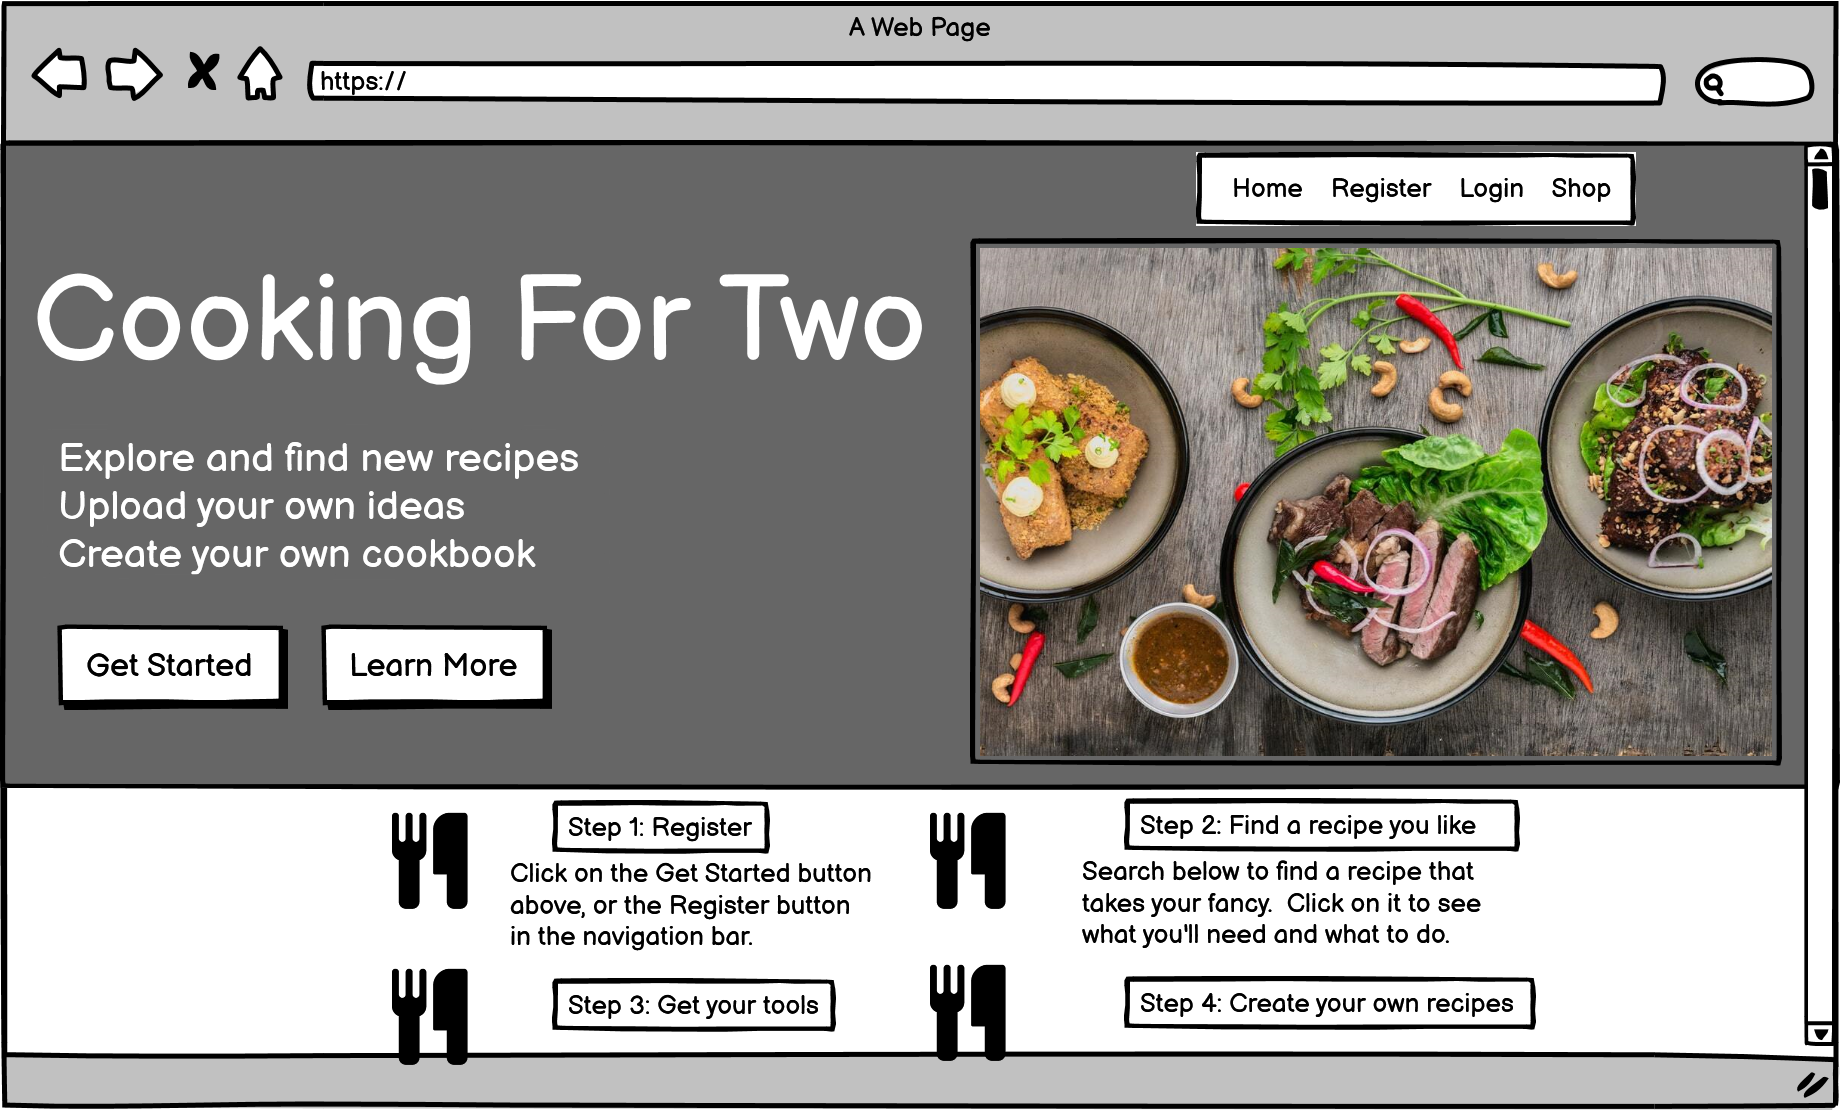 A Web Page
https://
Home Register Login Shop
Cooking For Two
Explore and find new recipes
Upload your own ideas
Create your own cookbook
Get Started
Learn More
Step 1: Register
Click on the Get Started button
above, or the Register button
in the navigation bar.
Step 2: Find a recipe you like
Search below to find a recipe that
takes your fancy.  Click on it to see
what you'll need and what to do.
Step 3: Get your tools
Step 4: Create your own recipes